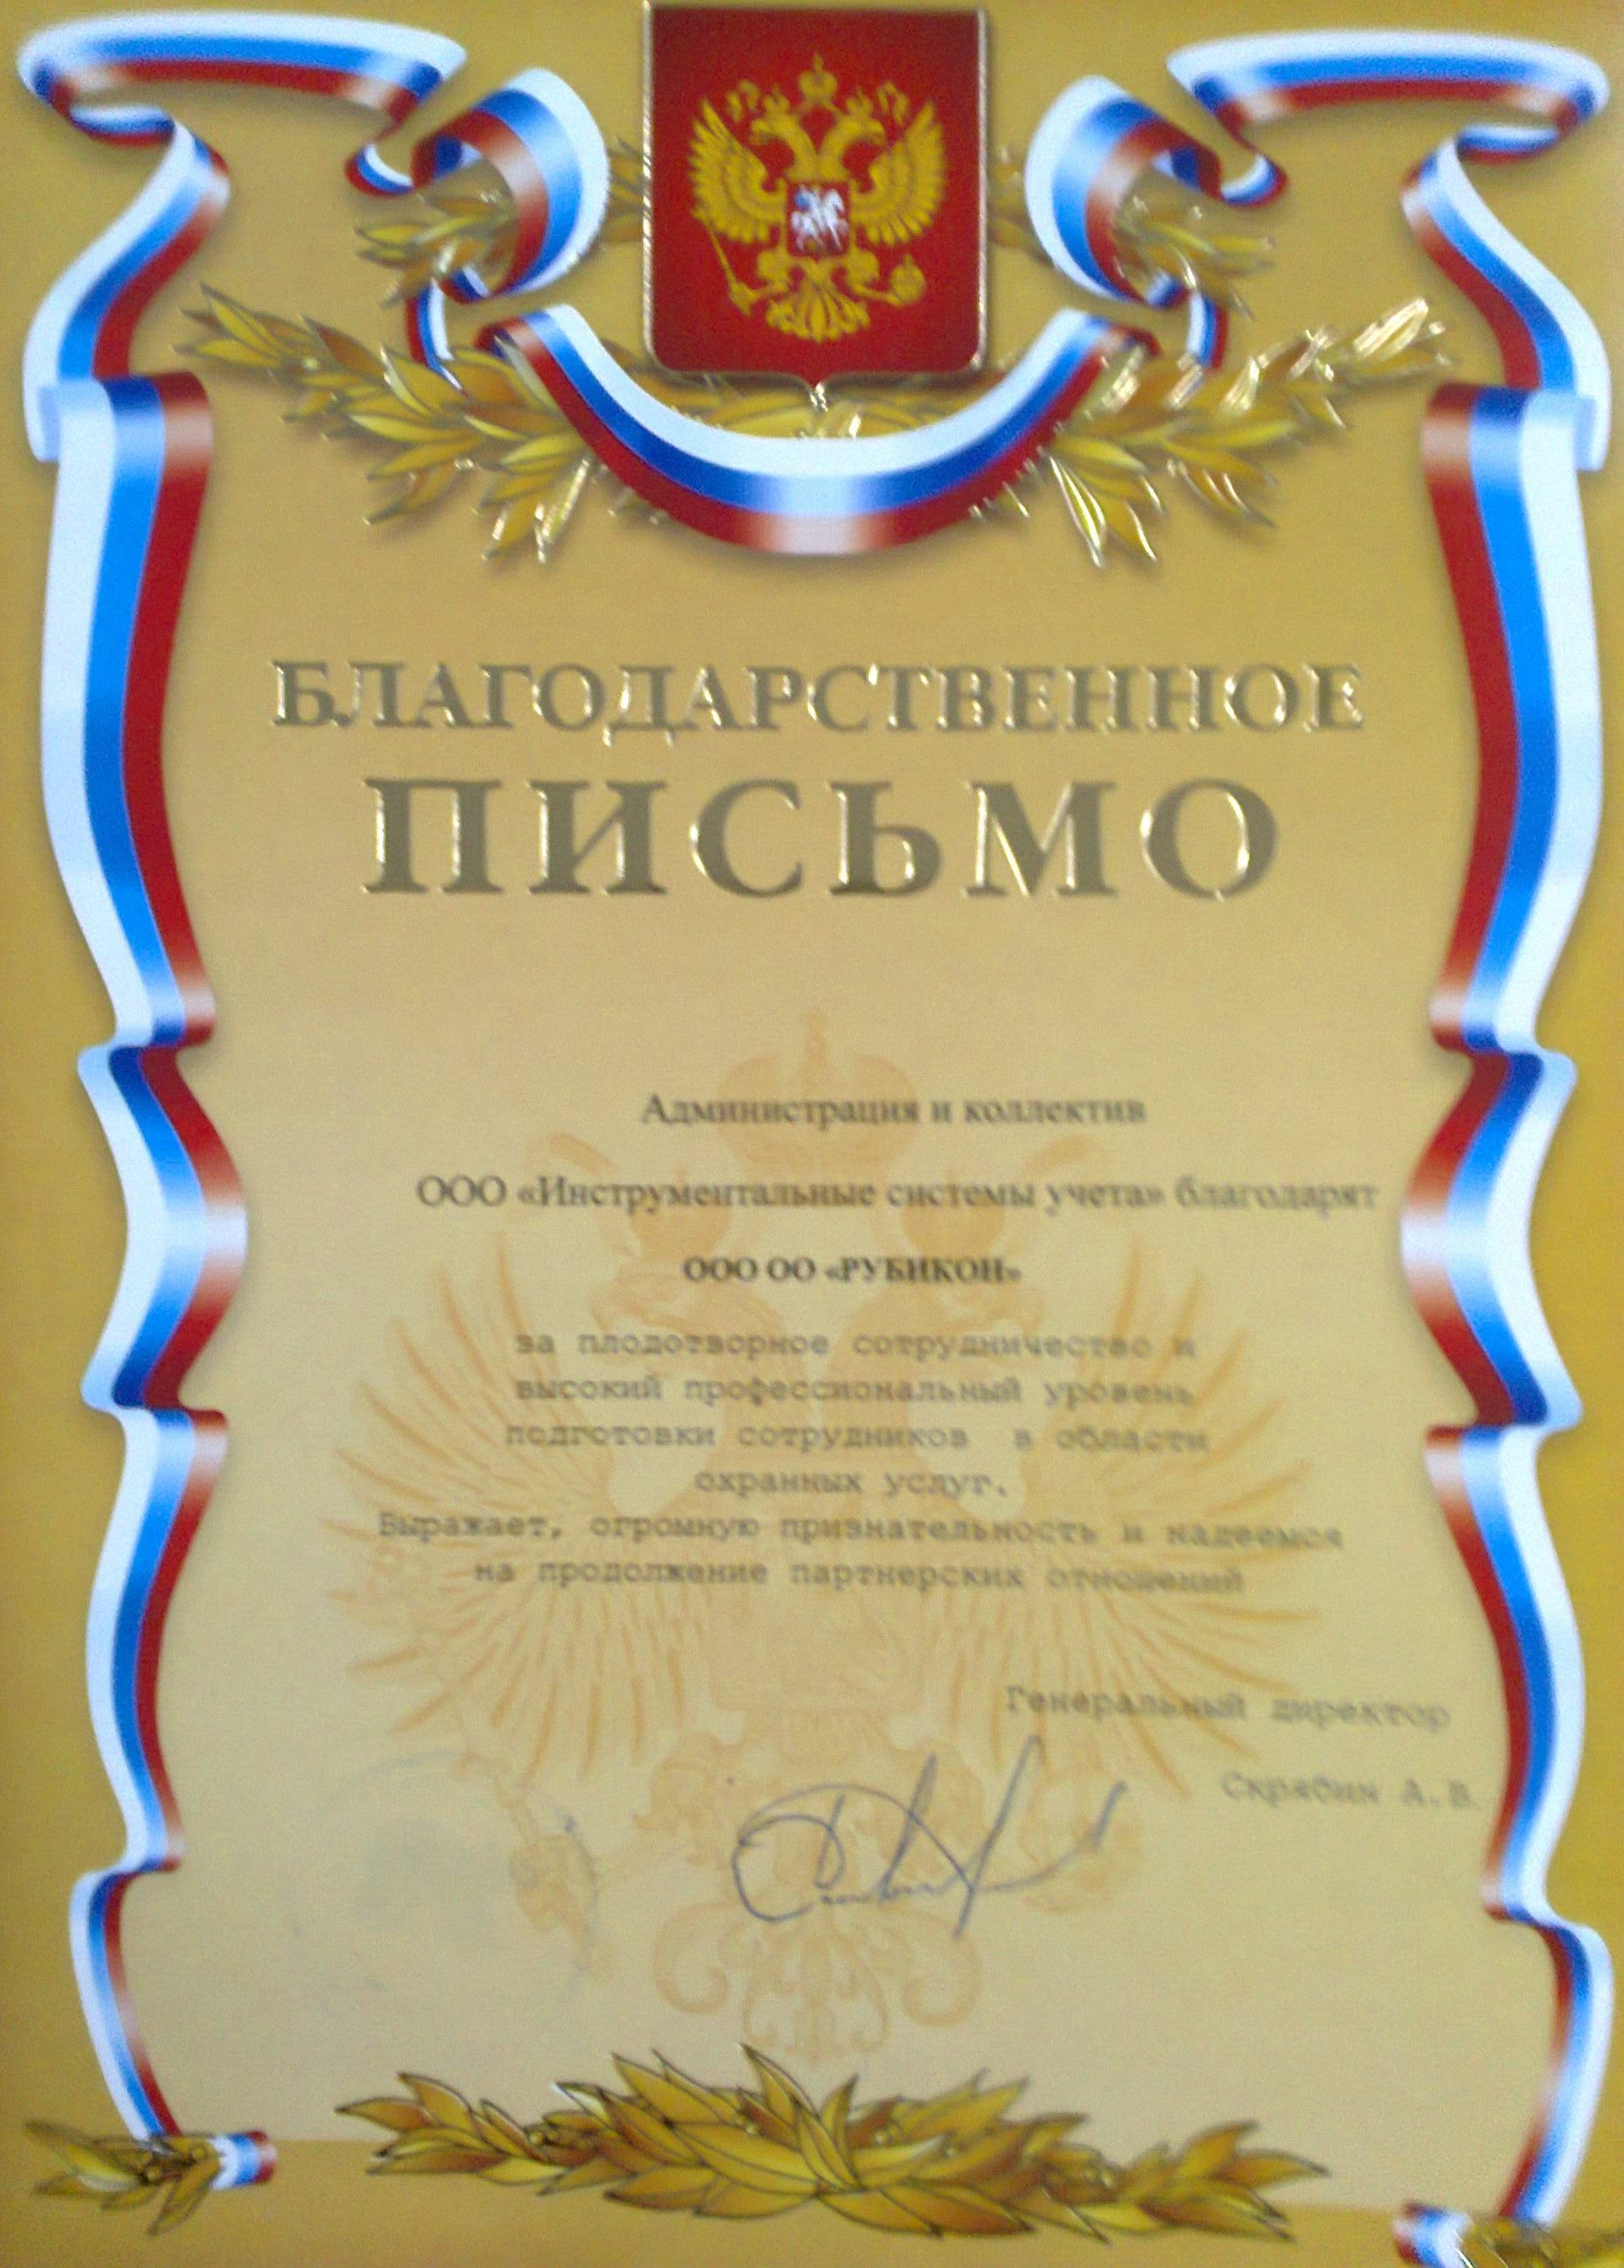 БЛАГОДАРСТВЕННОЕ
ПИСЬМО
Администрация и коллектив
ООО «Инструментальные системы учета» благодарят
ООО ОО «РУБИКОН»
за плодотворное сотрудничество и
высокий профессиональный уровень
подготовки сотрудников в области
охранных услуг.
Выражает, огромную признательность и надеемся
на продолжение партнерских отношений
Генеральный директор
Скрябин А.В.